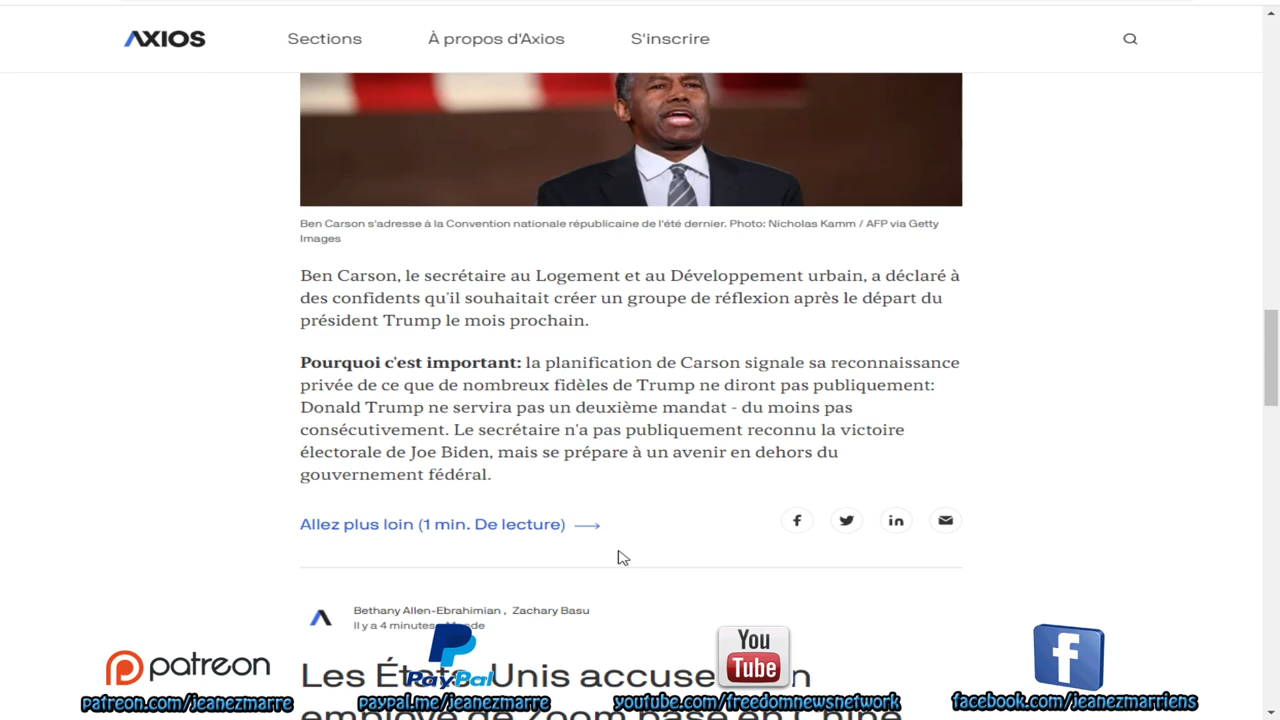 AXIOS Sections À propos d'Axios S'inscrire
Ben Carson s'adresse à la Convention nationale républicaine de l'été dernier. Photo: Nicholas Kamm / AFP via Getty
Images
Ben Carson, le secrétaire au Logement et au Développement urbain, a déclaré à
des confidents qu'il souhaitait créer un groupe de réflexion après le départ du
président Trump le mois prochain.
Pourquoi c'est important: la planification de Carson signale sa reconnaissance
privée de ce que de nombreux fidèles de Trump ne diront pas publiquement:
Donald Trump ne servira pas un deuxième mandat - du moins pas
consécutivement. Le secrétaire n'a pas publiquement reconnu la victoire
électorale de Joe Biden, mais se prépare à un avenir en dehors du
gouvernement fédéral.
Allez plus loin (1 min. De lecture)
Bethany Allen-Ebrahimian , Zachary Basu
Il y a 4 minutes
Les États-Unis accuse
employé de Zoom basé en Chine
patreon PayPal You Tube
patreon.com/jeanezmarre paypal.me/jeanezmarre youtube.com/freedomnewsnetwork facebook.com/jeanezmarriens